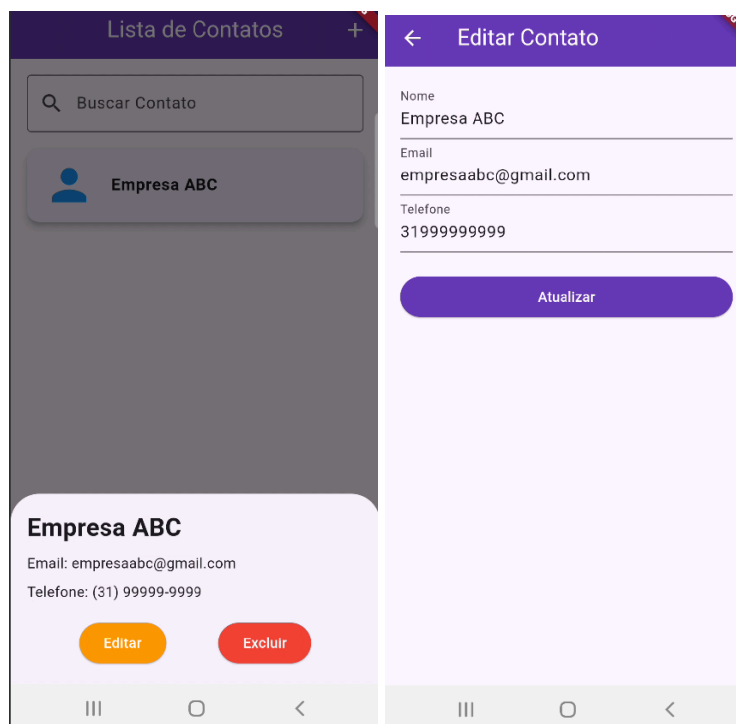 Lista de Contatos +
Buscar Contato
Empresa ABC
Empresa ABC
Email: empresaabc@gmail.com
Telefone: (31) 99999-9999
Editar
Excluir
Editar Contato
Nome
Empresa ABC
Email
empresaabc@gmail.com
Telefone
31999999999
Atualizar